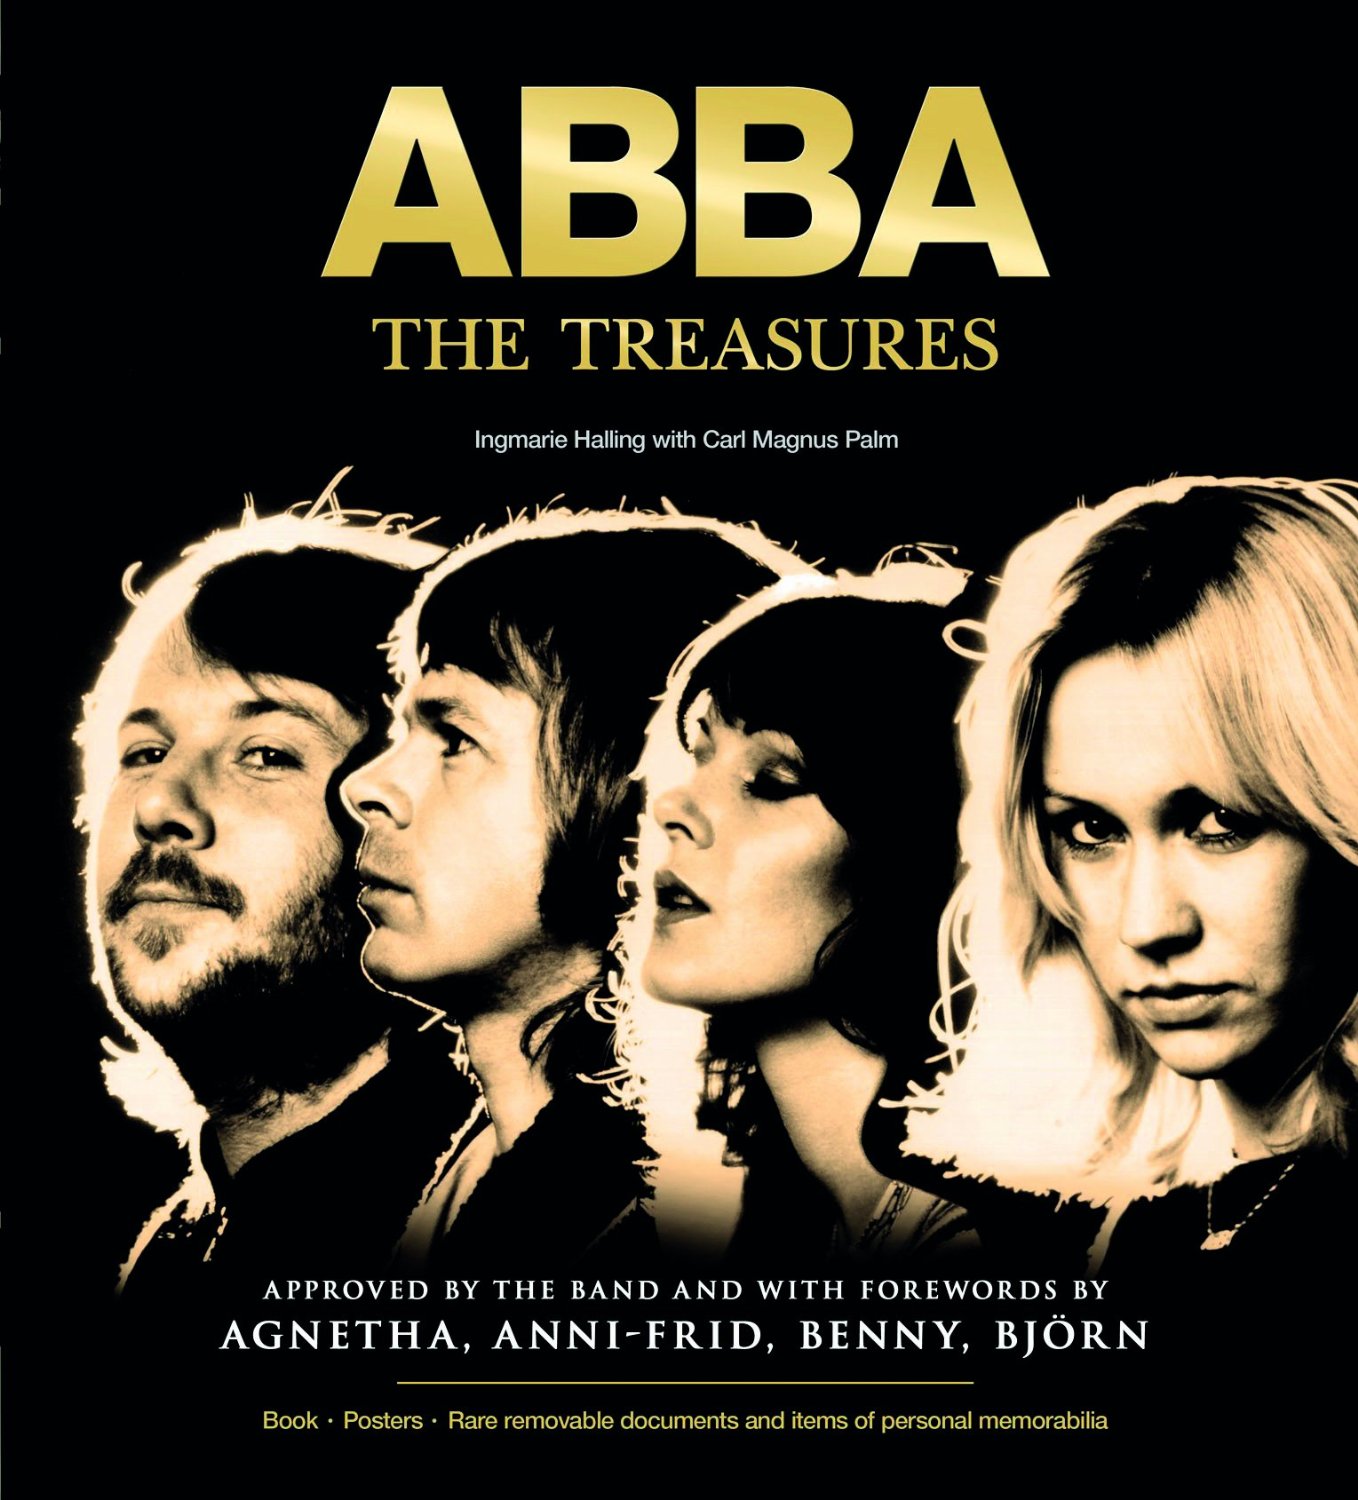 ABBA
THE TREASURES
Ingmarie Halling with Carl Magnus Palm
APPROVED BY THE BAND AND WITH FOREWORDS BY
AGNETHA, ANNI-FRID, BENNY, BJÖRN
Book · Posters · Rare removable documents and items of personal memorabilia